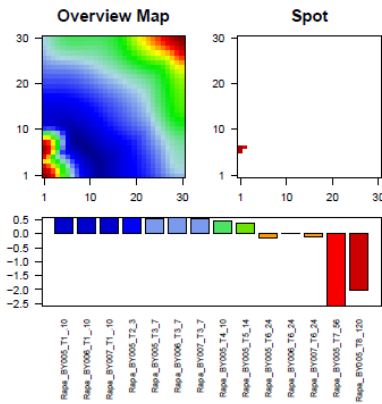 Overview Map
Spot
30
20
10
1
1
10
20
30
30
20
10
1
1
10
20
30
0.5
0.0
−0.5
−1.0
−1.5
−2.0
−2.5
Rapa_BY005_T1_10
Rapa_BY006_T1_10
Rapa_BY007_T1_10
Rapa_BY005_T2_3
Rapa_BY005_T3_7
Rapa_BY006_T3_7
Rapa_BY007_T3_7
Rapa_BY005_T4_10
Rapa_BY005_T5_14
Rapa_BY005_T6_24
Rapa_BY006_T6_24
Rapa_BY007_T6_24
Rapa_BY005_T7_56
Rapa_BY005_T8_120